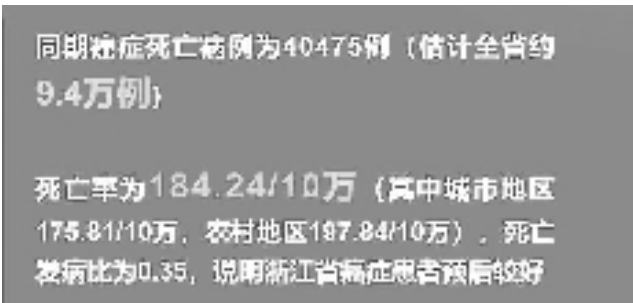 同期癌症死亡病例为40475例（估计全省约
9.4万例）
死亡率为184.24/10万（其中城市地区
175.81/10万，农村地区197.84/10万），死亡
发病比为0.35，说明浙江省癌症患者预后较好